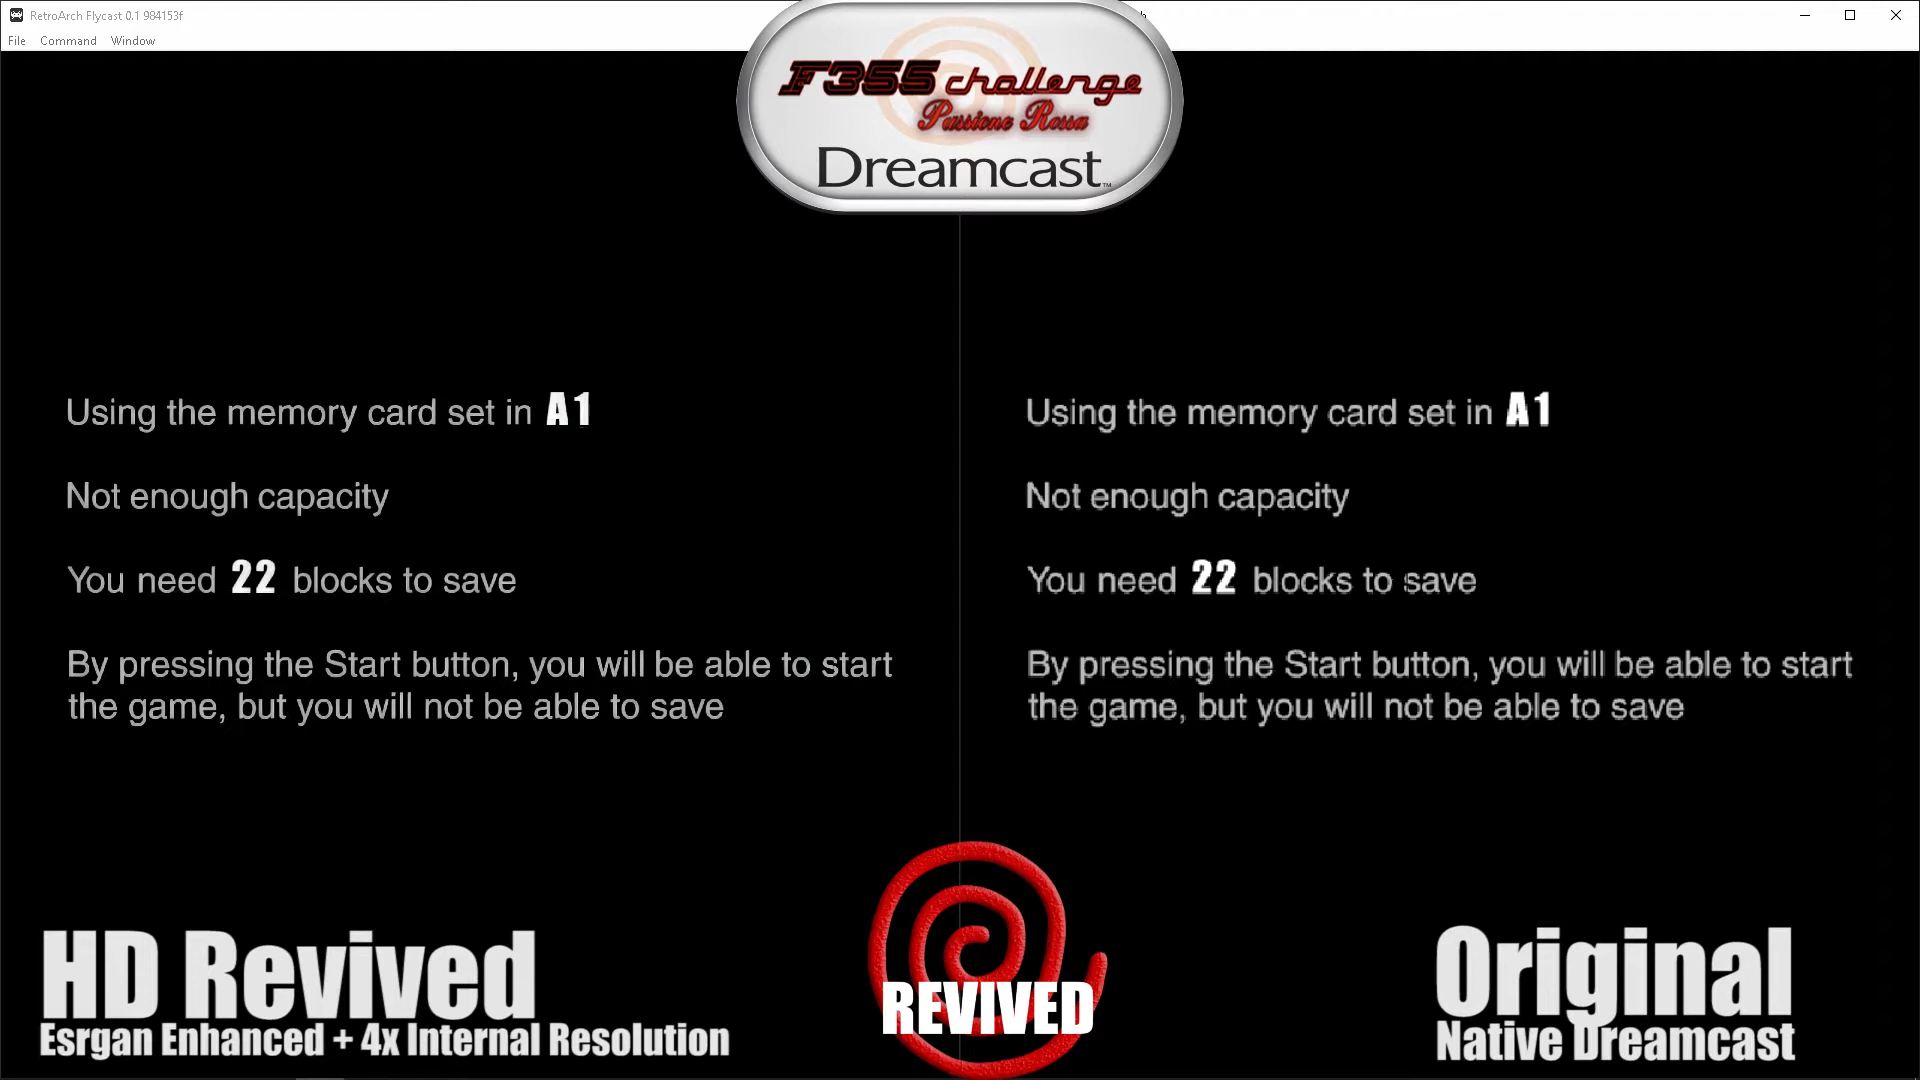 RetroArch Flycast 0.1 984153f
File Command Window
F355 challenge
Passione Rossa
Dreamcast™
Using the memory card set in A1
Not enough capacity
You need 22 blocks to save
By pressing the Start button, you will be able to start
the game, but you will not be able to save
Using the memory card set in A1
Not enough capacity
You need 22 blocks to save
By pressing the Start button, you will be able to start
the game, but you will not be able to save
HD Revived
Esrgan Enhanced + 4x Internal Resolution
REVIVED
Original
Native Dreamcast